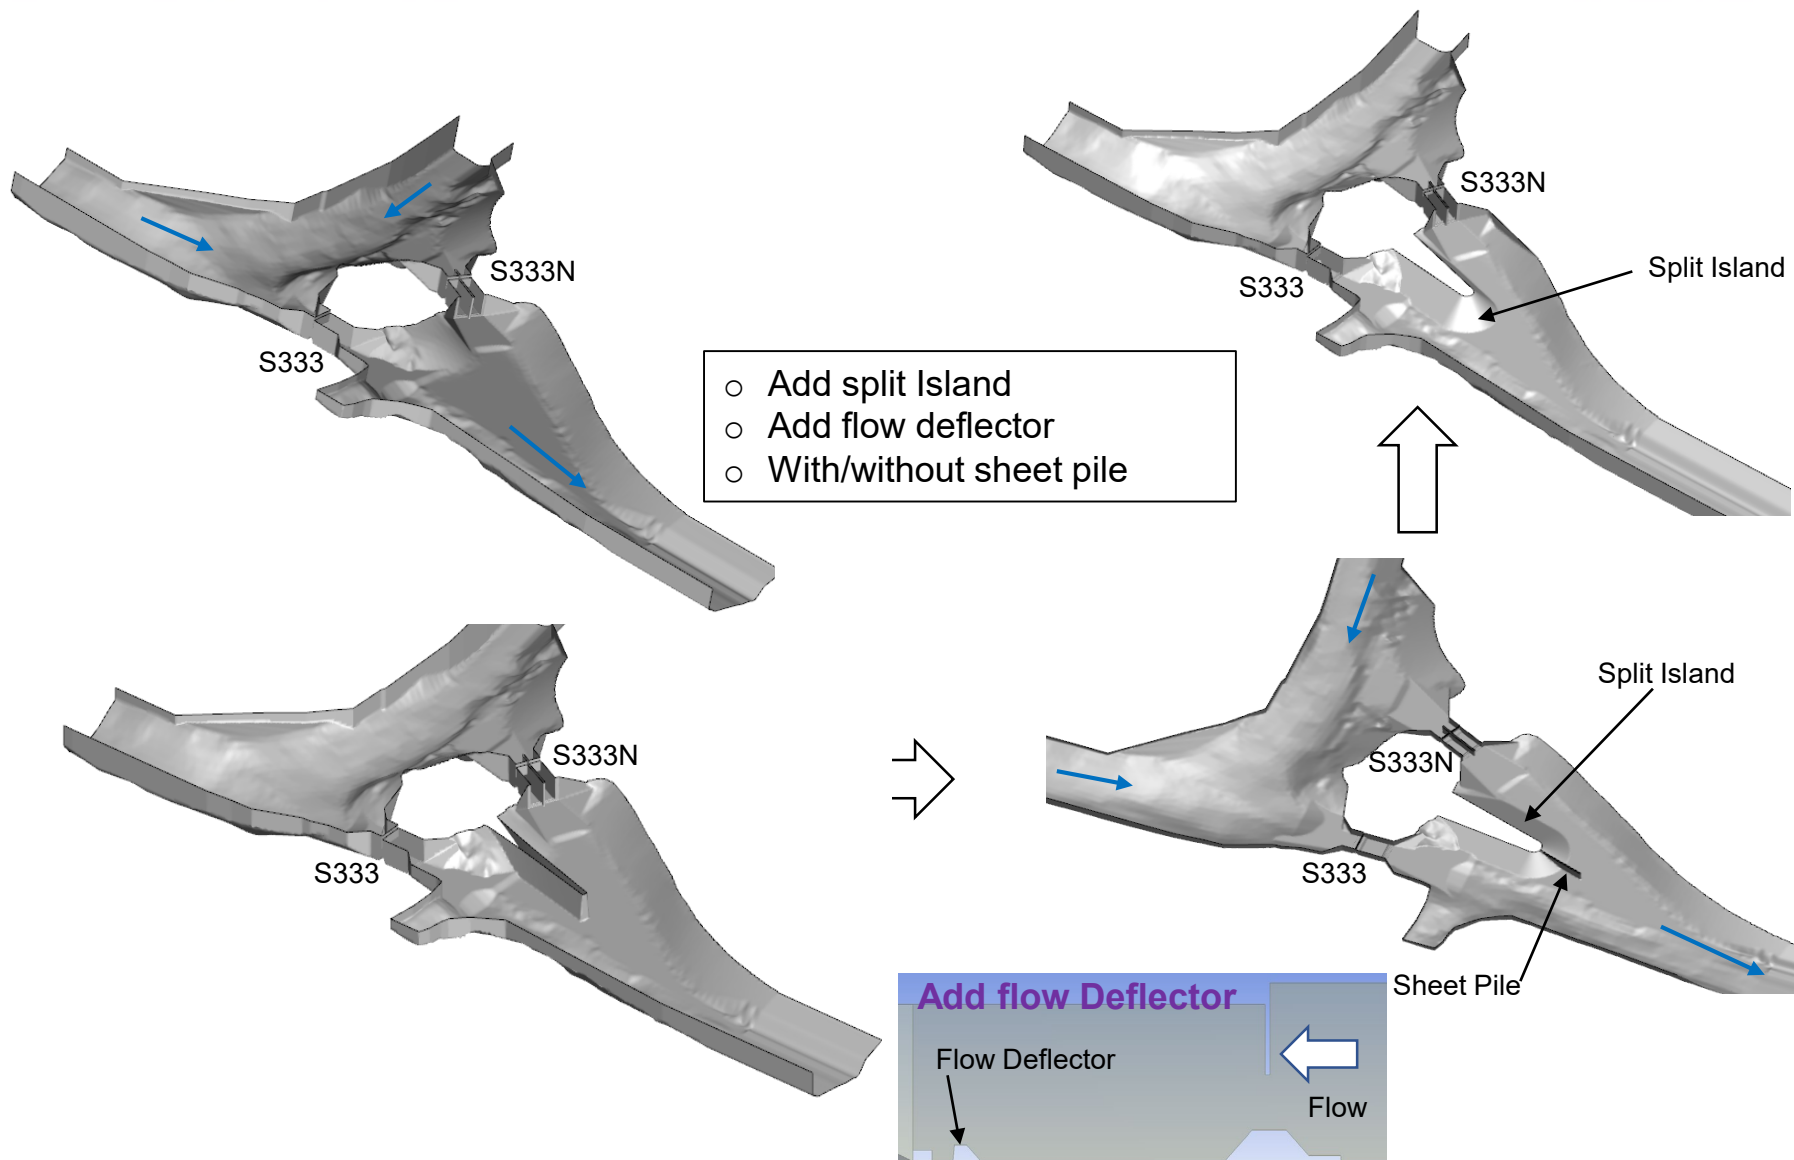 S333N
S333
S333N
S333
Split Island
○ Add split Island
○ Add flow deflector
○ With/without sheet pile
S333N
S333
Split Island
S333N
S333
Sheet Pile
Add flow Deflector
Flow Deflector
Flow